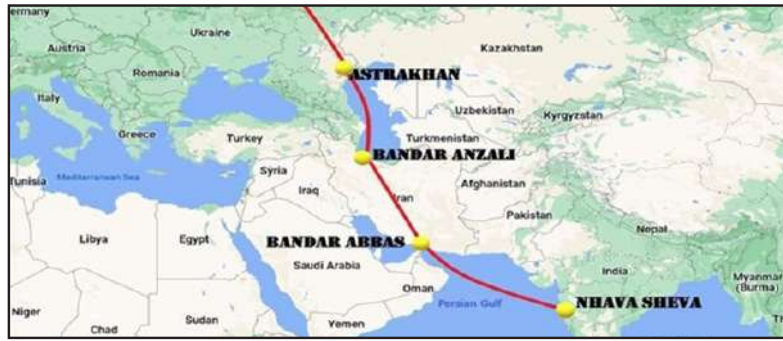 ermany
Ukraine
Austria
Kazakhstan
ASTRAKHAN
Romania
Italy
Uzbekistan
Kyrgyzstan
Greece
Turkey
Turkmenistan
BANDAR ANZALI
Tunisia
Mediterranean Sea
Syria
Iraq
Iran
Afghanistan
Pakistan
Nepal
Libya
Egypt
BANDAR ABBAS
Saudi Arabia
Oman
India
Myanmar
(Burma)
Persian Gulf
NHAVA SHEVA
Niger
Chad
Sudan
Yemen
Th